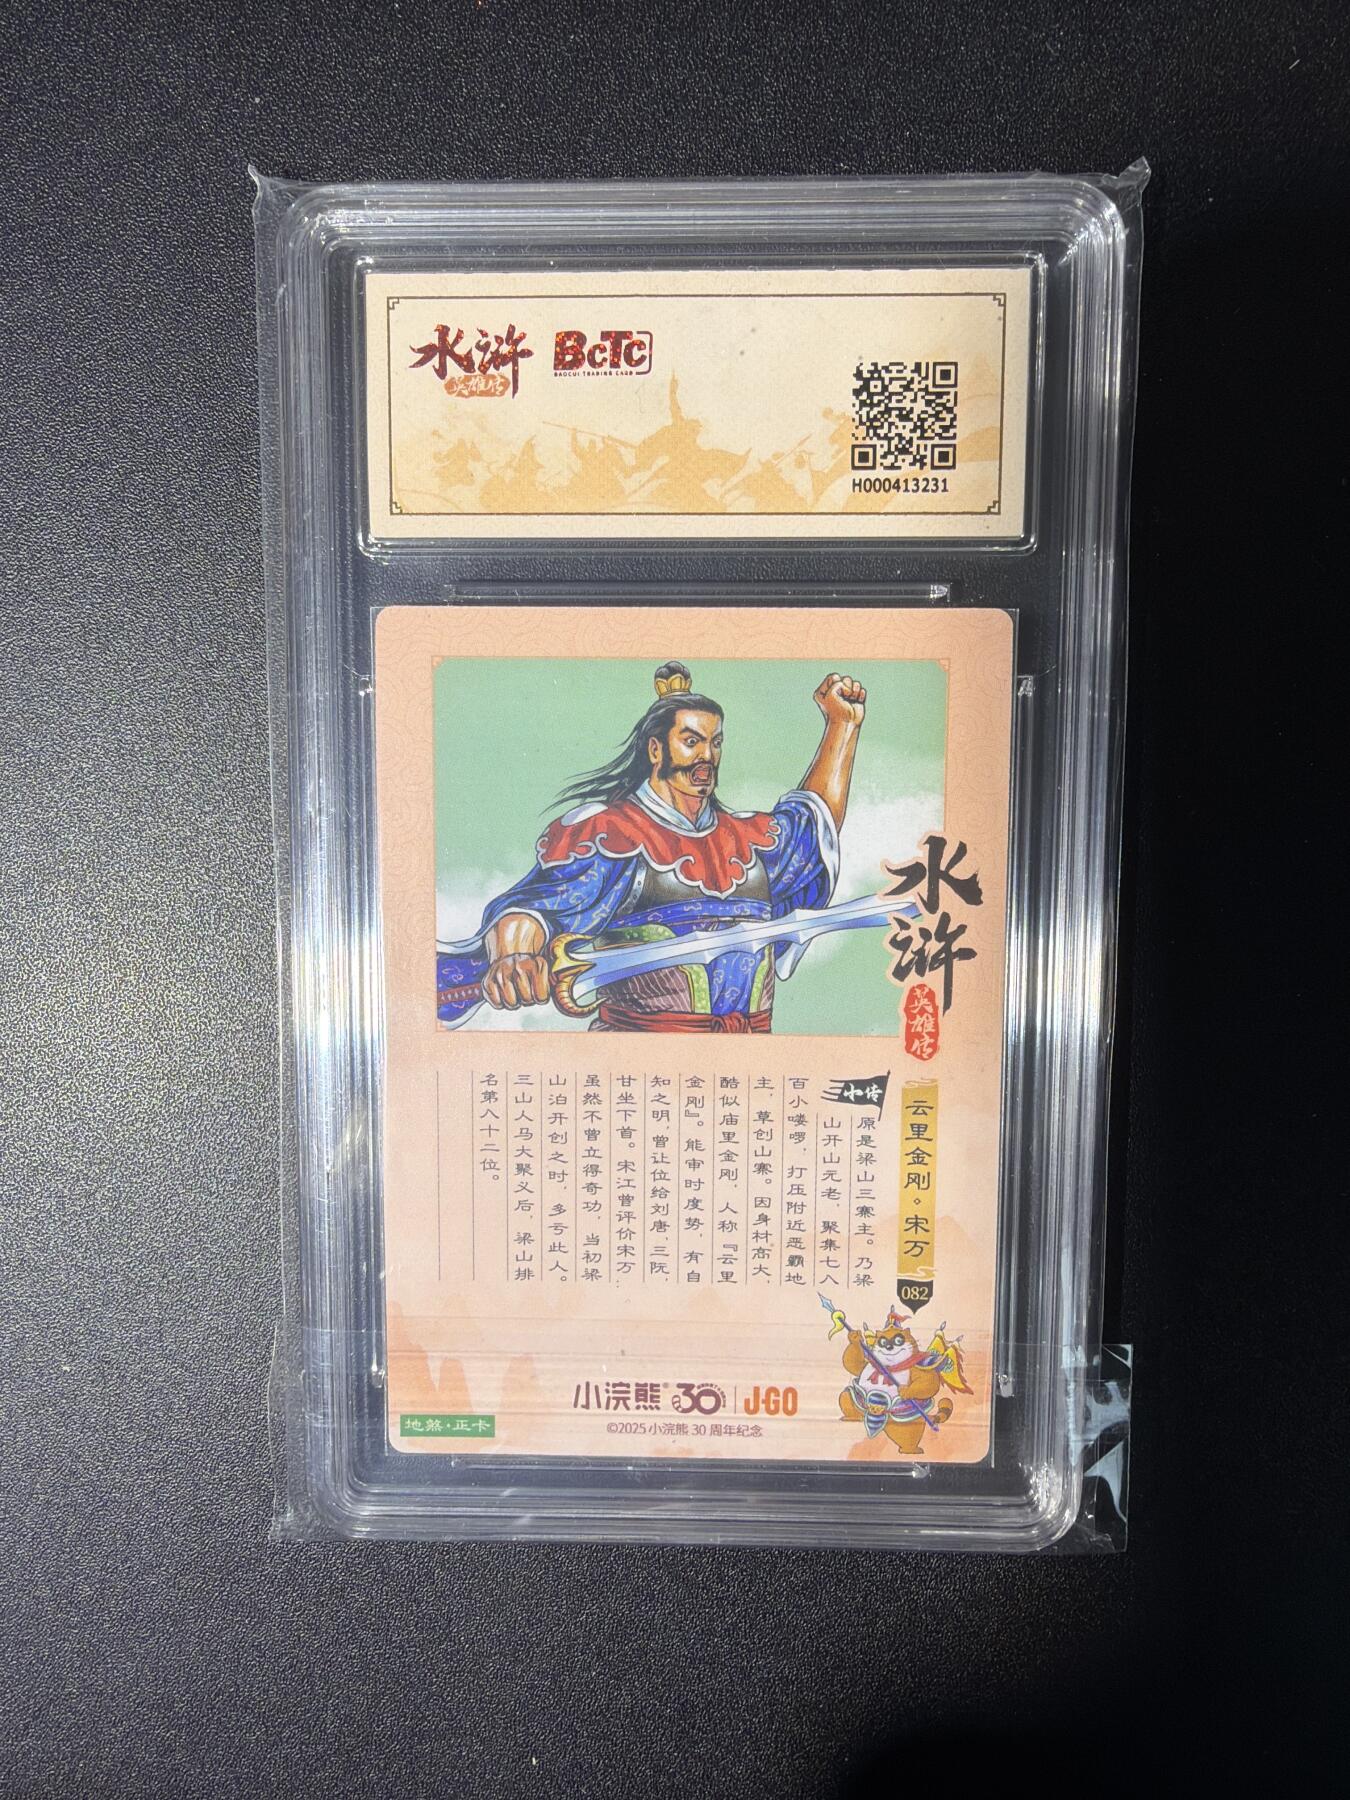 水浒
英雄传
BcTc
BAOCUI TRADING CARD
H000413231
水浒
英雄传
云里金刚。宋万
082
小传
原是梁山三寨主。乃梁
山开山元老，聚集七八
百小喽啰，打压附近恶霸地
主，草创山寨。因身材高大，
酷似庙里金刚，人称『云里
金刚』。能审时度势，有自
知之明，曾让位给刘唐、三阮，
甘坐下首。宋江曾评价宋万：
虽然不曾立得奇功，当初梁
山泊开创之时，多亏此人。
三山人马大聚义后，梁山排
名第八十二位。
小浣熊® 30 J·GO
©2025 小浣熊 30 周年纪念
地煞·正卡